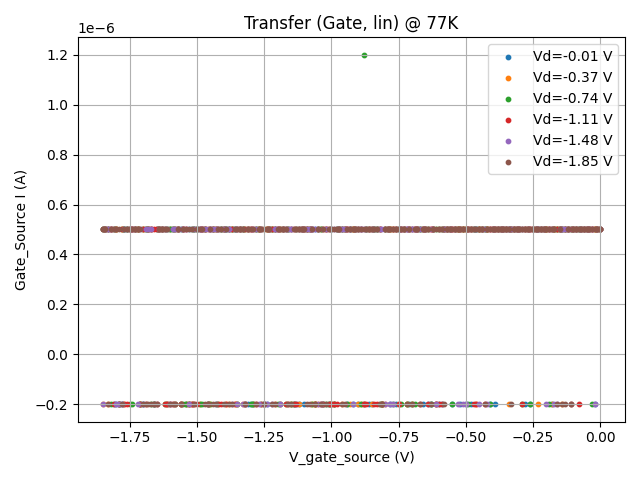 Transfer (Gate, lin) @ 77K
1e−6
1.2
1.0
0.8
0.6
0.4
0.2
0.0
−0.2
Gate_Source I (A)
Vd=-0.01 V
Vd=-0.37 V
Vd=-0.74 V
Vd=-1.11 V
Vd=-1.48 V
Vd=-1.85 V
−1.75 −1.50 −1.25 −1.00 −0.75 −0.50 −0.25 0.00
V_gate_source (V)